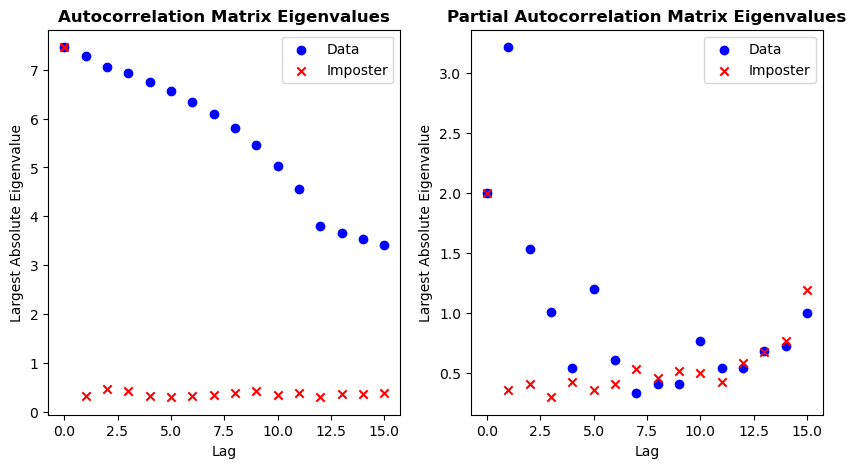 Autocorrelation Matrix Eigenvalues
Data
Imposter
Largest Absolute Eigenvalue
7
6
5
4
3
2
1
0
0.0 2.5 5.0 7.5 10.0 12.5 15.0
Lag
Partial Autocorrelation Matrix Eigenvalues
Data
Imposter
Largest Absolute Eigenvalue
3.0
2.5
2.0
1.5
1.0
0.5
0.0 2.5 5.0 7.5 10.0 12.5 15.0
Lag